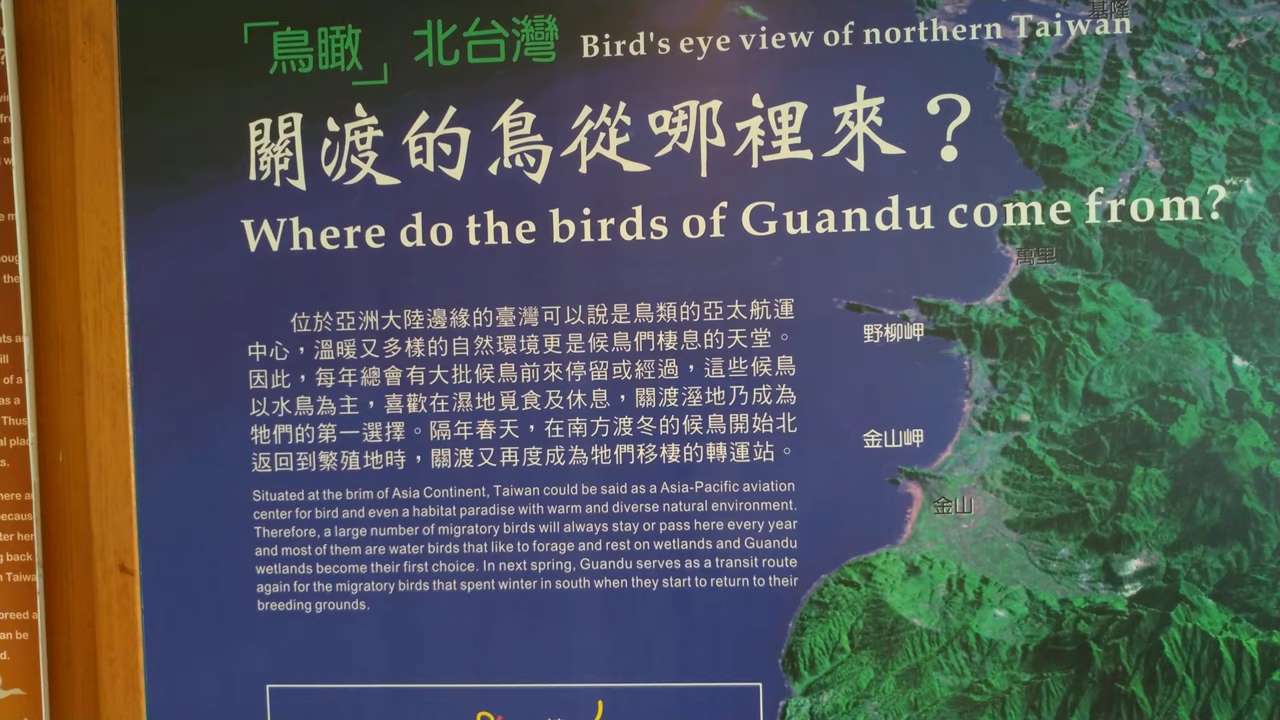 「鳥瞰」北台灣 Bird's eye view of northern Taiwan
基隆
關渡的鳥從哪裡來？
Where do the birds of Guandu come from?
萬里
位於亞洲大陸邊緣的臺灣可以說是鳥類的亞太航運
中心，溫暖又多樣的自然環境更是候鳥們棲息的天堂。
因此，每年總會有大批候鳥前來停留或經過，這些候鳥
以水鳥為主，喜歡在濕地覓食及休息，關渡溼地乃成為
牠們的第一選擇。隔年春天，在南方渡冬的候鳥開始北
返回到繁殖地時，關渡又再度成為牠們移棲的轉運站。
野柳岬
金山岬
金山
Situated at the brim of Asia Continent, Taiwan could be said as a Asia-Pacific aviation
center for bird and even a habitat paradise with warm and diverse natural environment.
Therefore, a large number of migratory birds will always stay or pass here every year
and most of them are water birds that like to forage and rest on wetlands and Guandu
wetlands become their first choice. In next spring, Guandu serves as a transit route
again for the migratory birds that spent winter in south when they start to return to their
breeding grounds.